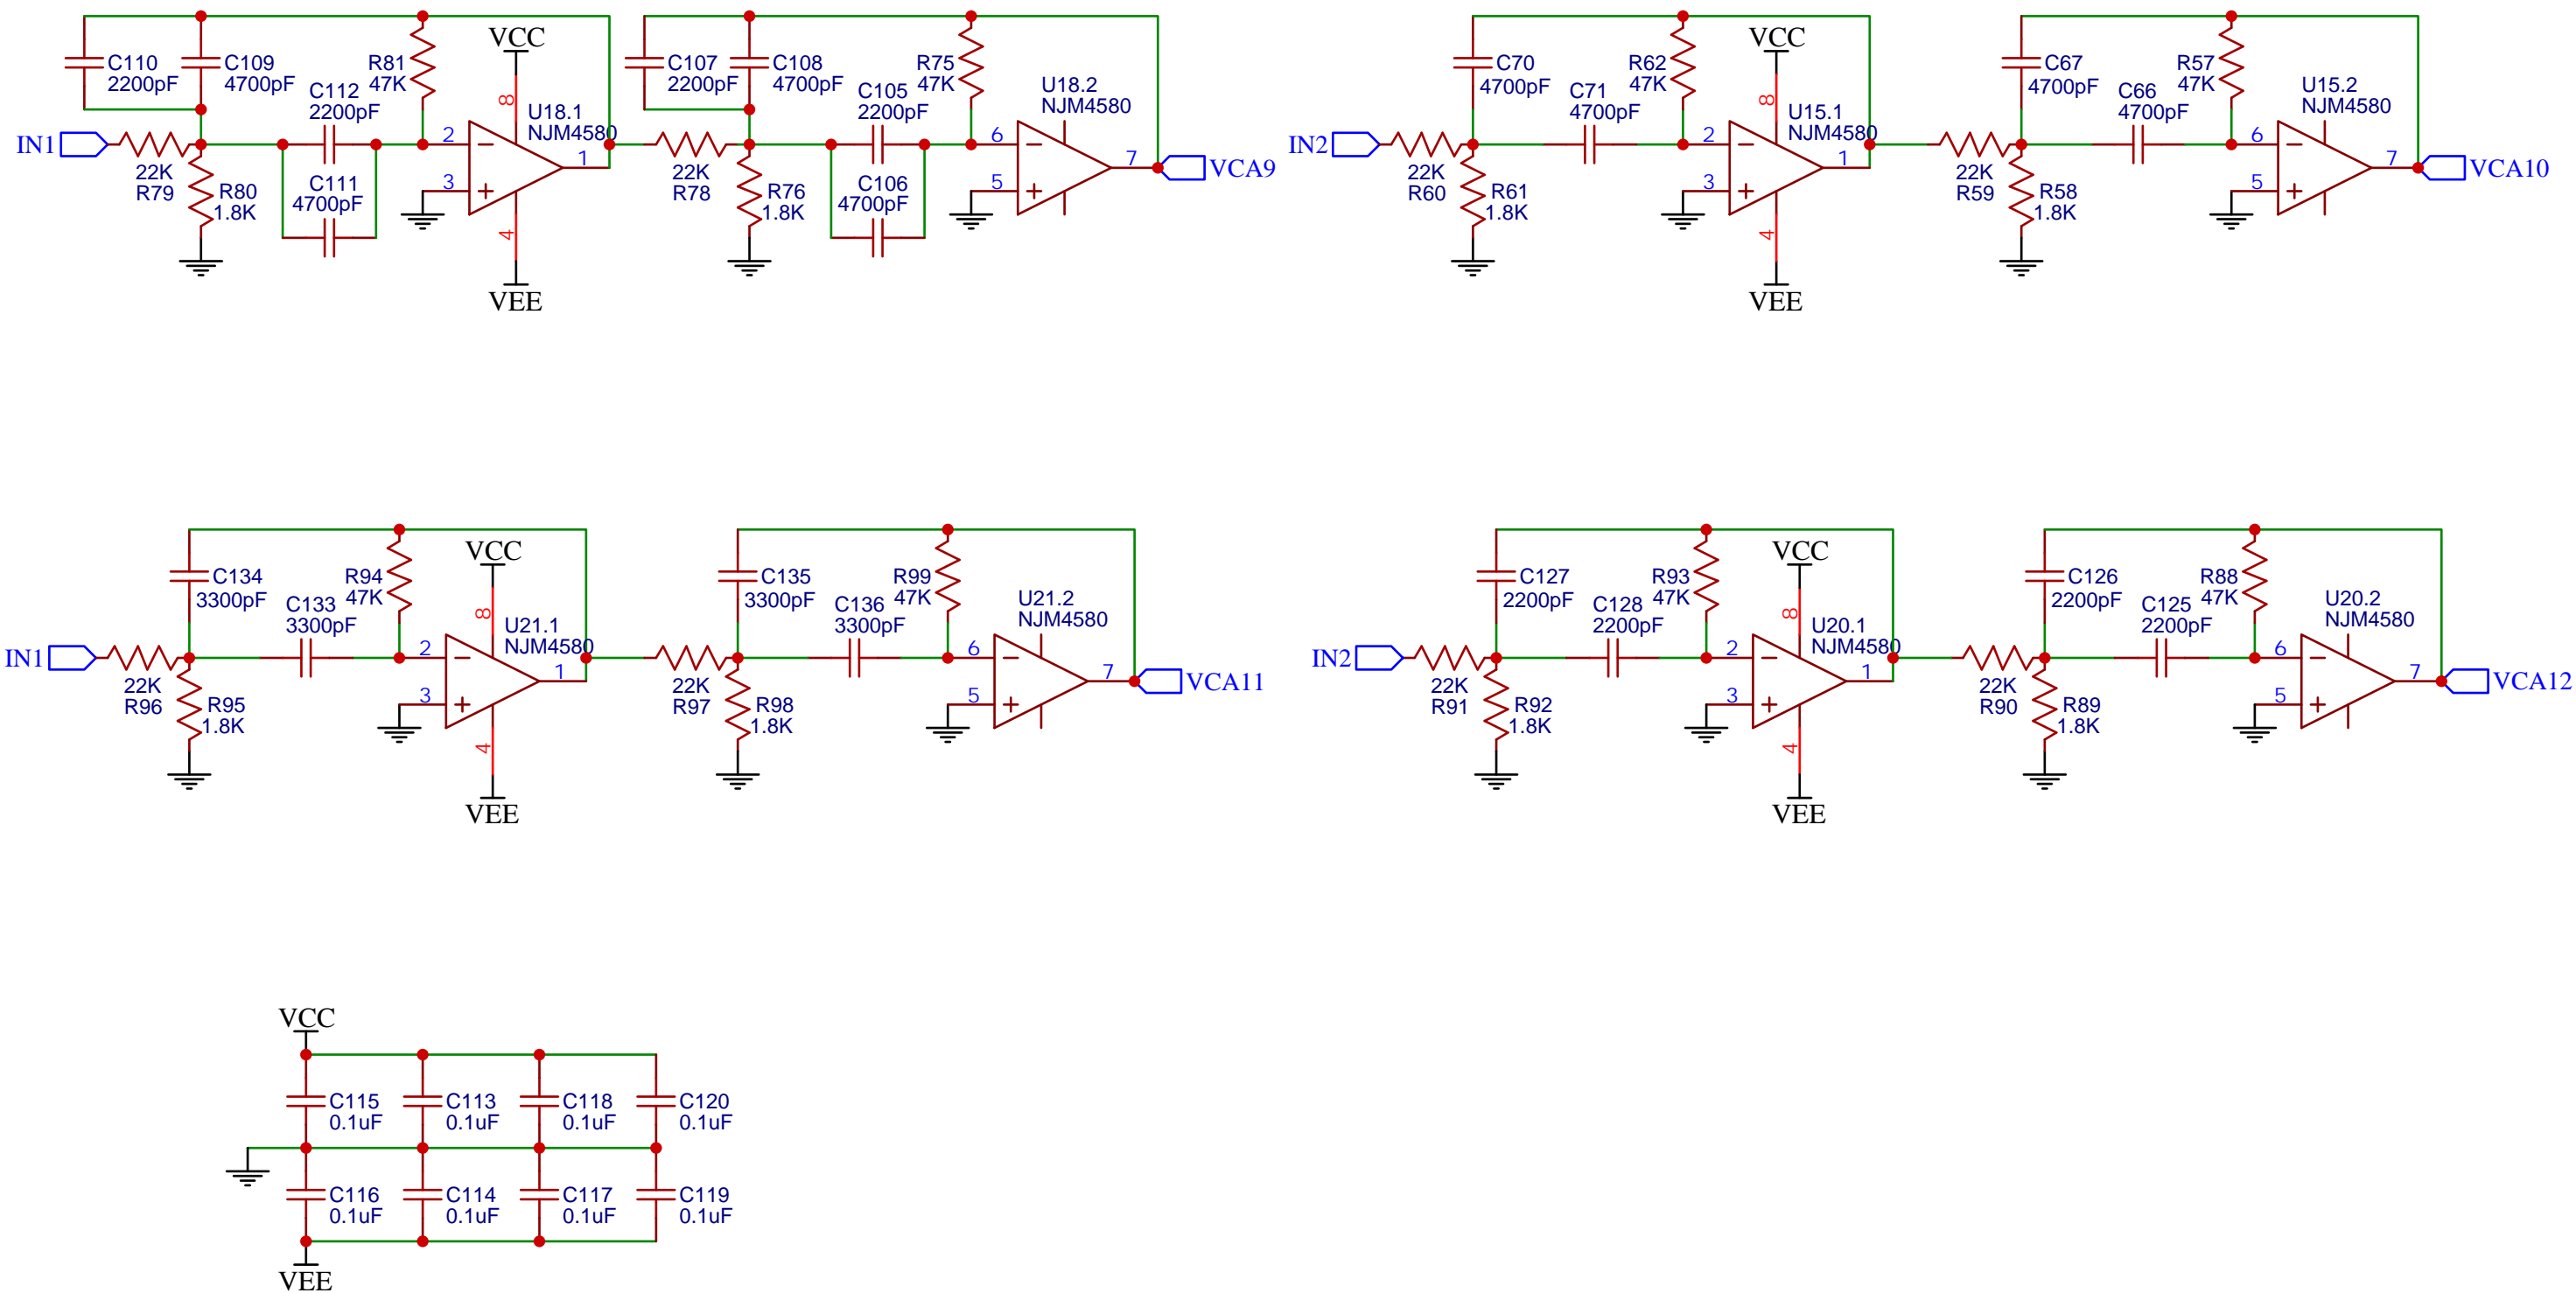 VCC
C110
2200pF
C109
4700pF
R81
47K
C112
2200pF
8
U18.1
NJM4580
IN1
2
1
3
22K
R79
R80
1.8K
C111
4700pF
4
VEE
C107
2200pF
C108
4700pF
R75
47K
C105
2200pF
U18.2
NJM4580
6
7
5
VCA9
22K
R78
R76
1.8K
C106
4700pF
VCC
C70
4700pF
C71
4700pF
R62
47K
8
U15.1
NJM4580
IN2
2
1
3
22K
R60
R61
1.8K
4
VEE
C67
4700pF
C66
4700pF
R57
47K
U15.2
NJM4580
6
7
5
VCA10
22K
R59
R58
1.8K
VCC
C134
3300pF
C133
3300pF
R94
47K
8
U21.1
NJM4580
IN1
2
1
3
22K
R96
R95
1.8K
4
VEE
C135
3300pF
C136
3300pF
R99
47K
U21.2
NJM4580
6
7
5
VCA11
22K
R97
R98
1.8K
VCC
C127
2200pF
C128
2200pF
R93
47K
8
U20.1
NJM4580
IN2
2
1
3
22K
R91
R92
1.8K
4
VEE
C126
2200pF
C125
2200pF
R88
47K
U20.2
NJM4580
6
7
5
VCA12
22K
R90
R89
1.8K
VCC
C115
0.1uF
C113
0.1uF
C118
0.1uF
C120
0.1uF
C116
0.1uF
C114
0.1uF
C117
0.1uF
C119
0.1uF
VEE